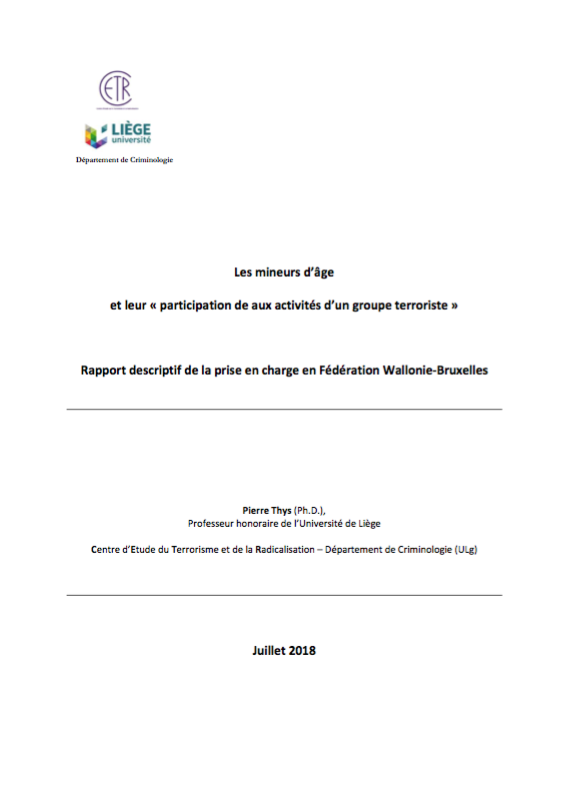 CETR
LIÈGE
université
Département de Criminologie
Les mineurs d'âge
et leur « participation de aux activités d'un groupe terroriste »
Rapport descriptif de la prise en charge en Fédération Wallonie-Bruxelles
Pierre Thys (Ph.D.),
Professeur honoraire de l'Université de Liège
Centre d'Etude du Terrorisme et de la Radicalisation – Département de Criminologie (ULg)
Juillet 2018